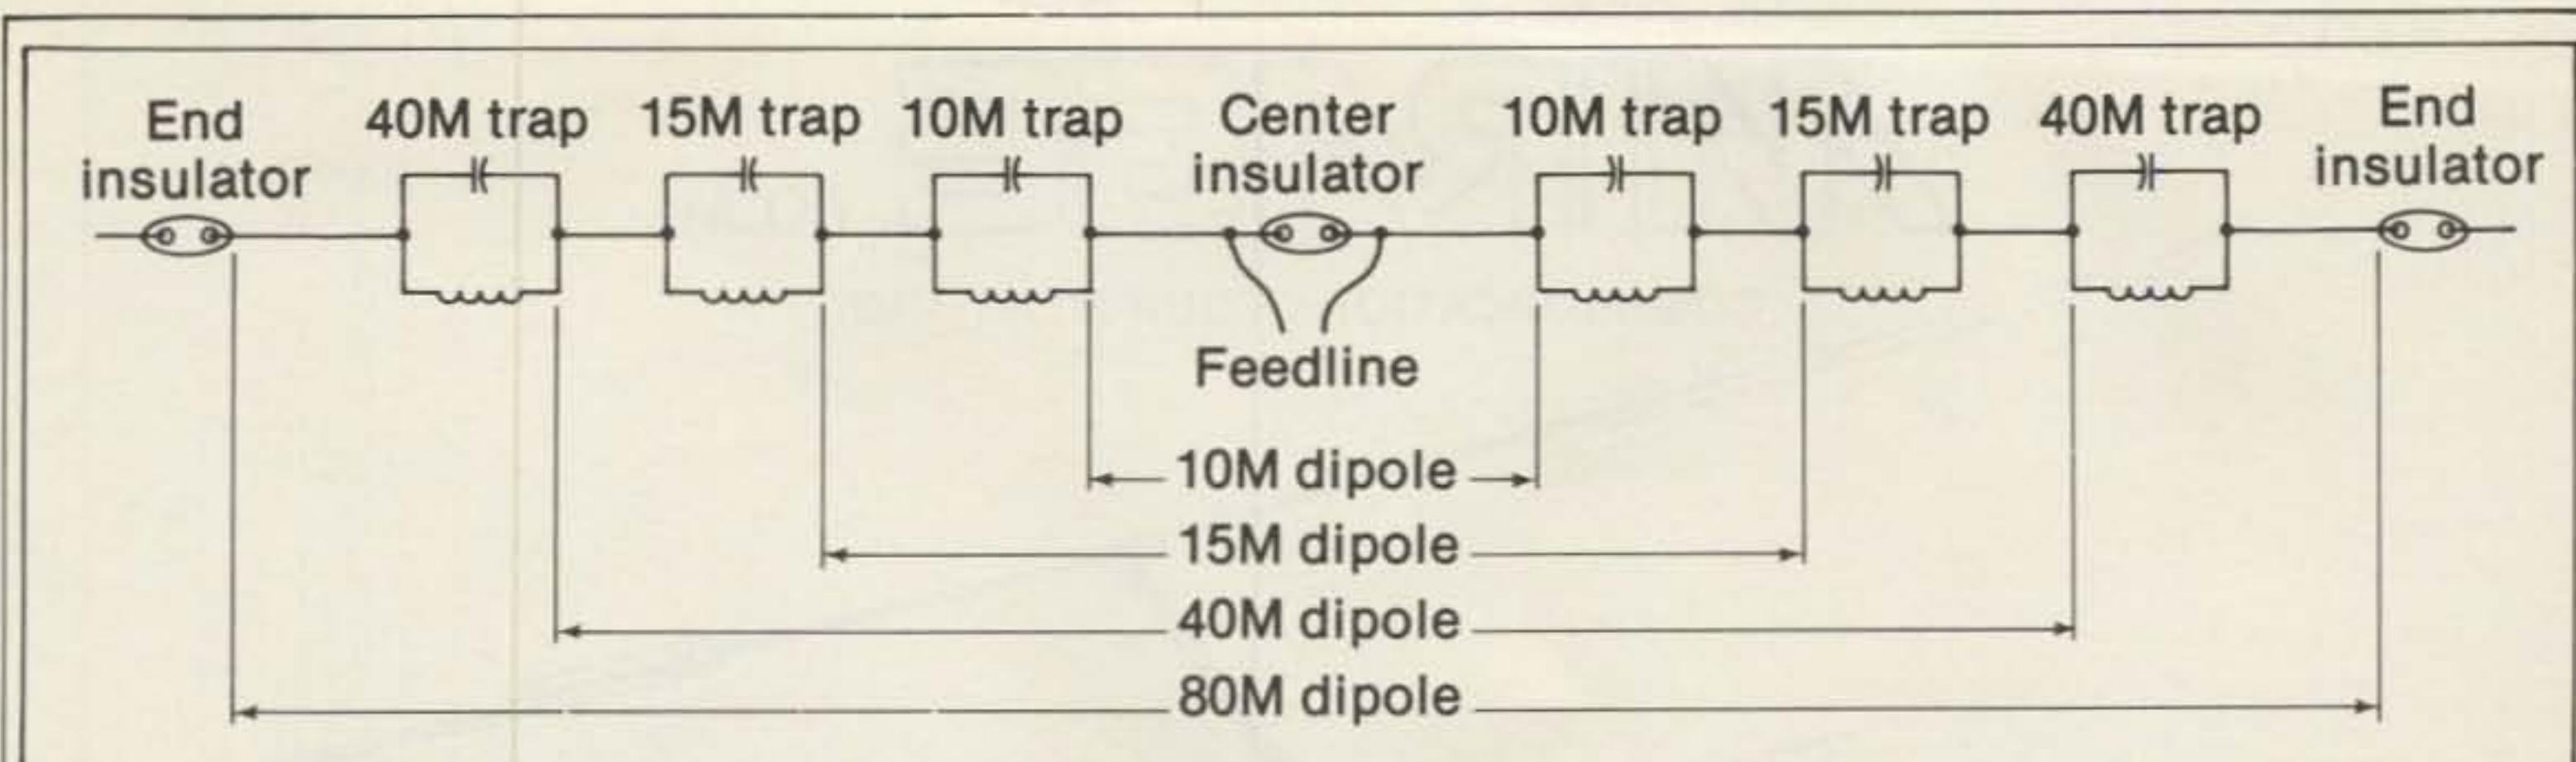 End insulator
40M trap
15M trap
10M trap
Center insulator
10M trap
15M trap
40M trap
End insulator
Feedline
10M dipole
15M dipole
40M dipole
80M dipole